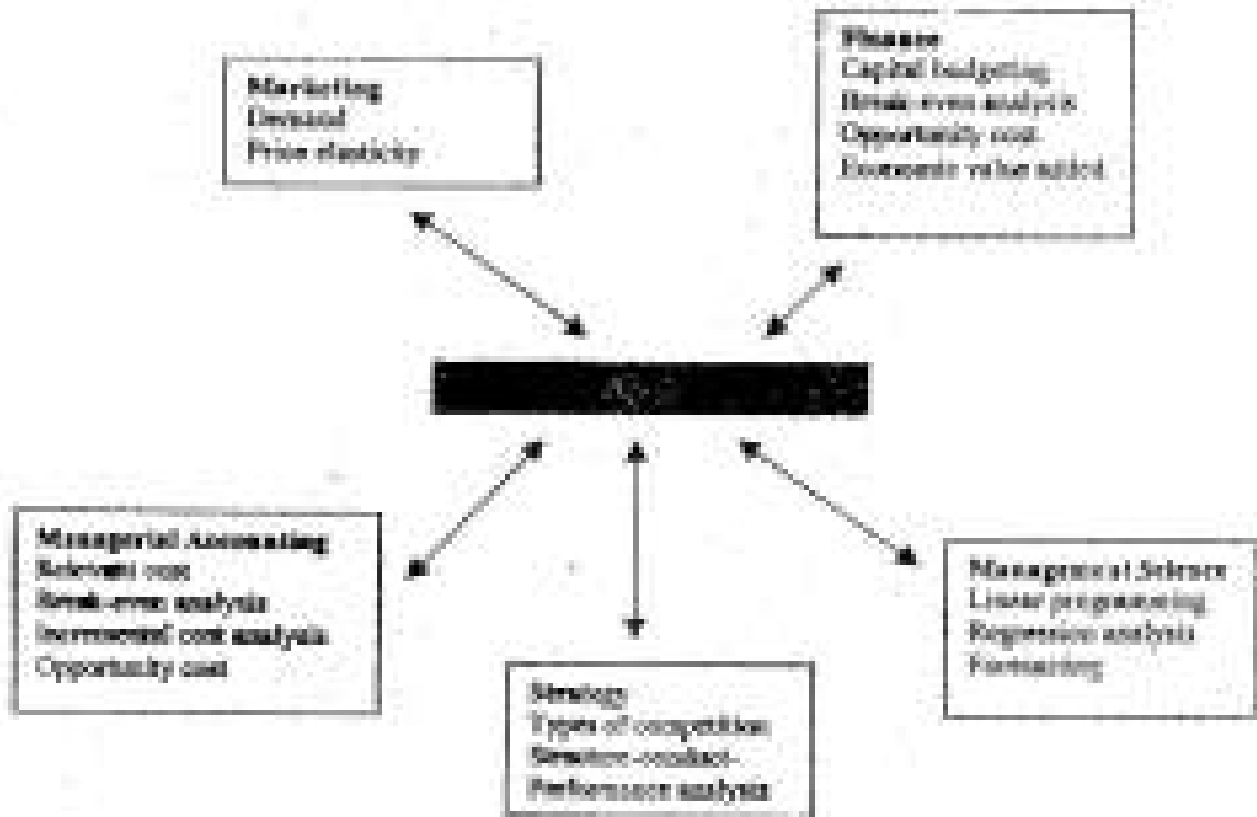 Marketing
Demand
Price elasticity
Finance
Capital budgeting
Break-even analysis
Opportunity cost
Economic value added
Managerial Accounting
Relevant cost
Break-even analysis
Incremental cost analysis
Opportunity cost
Strategy
Types of competition
Structure-conduct-
Performance analysis
Management Science
Linear programming
Regression analysis
Forecasting